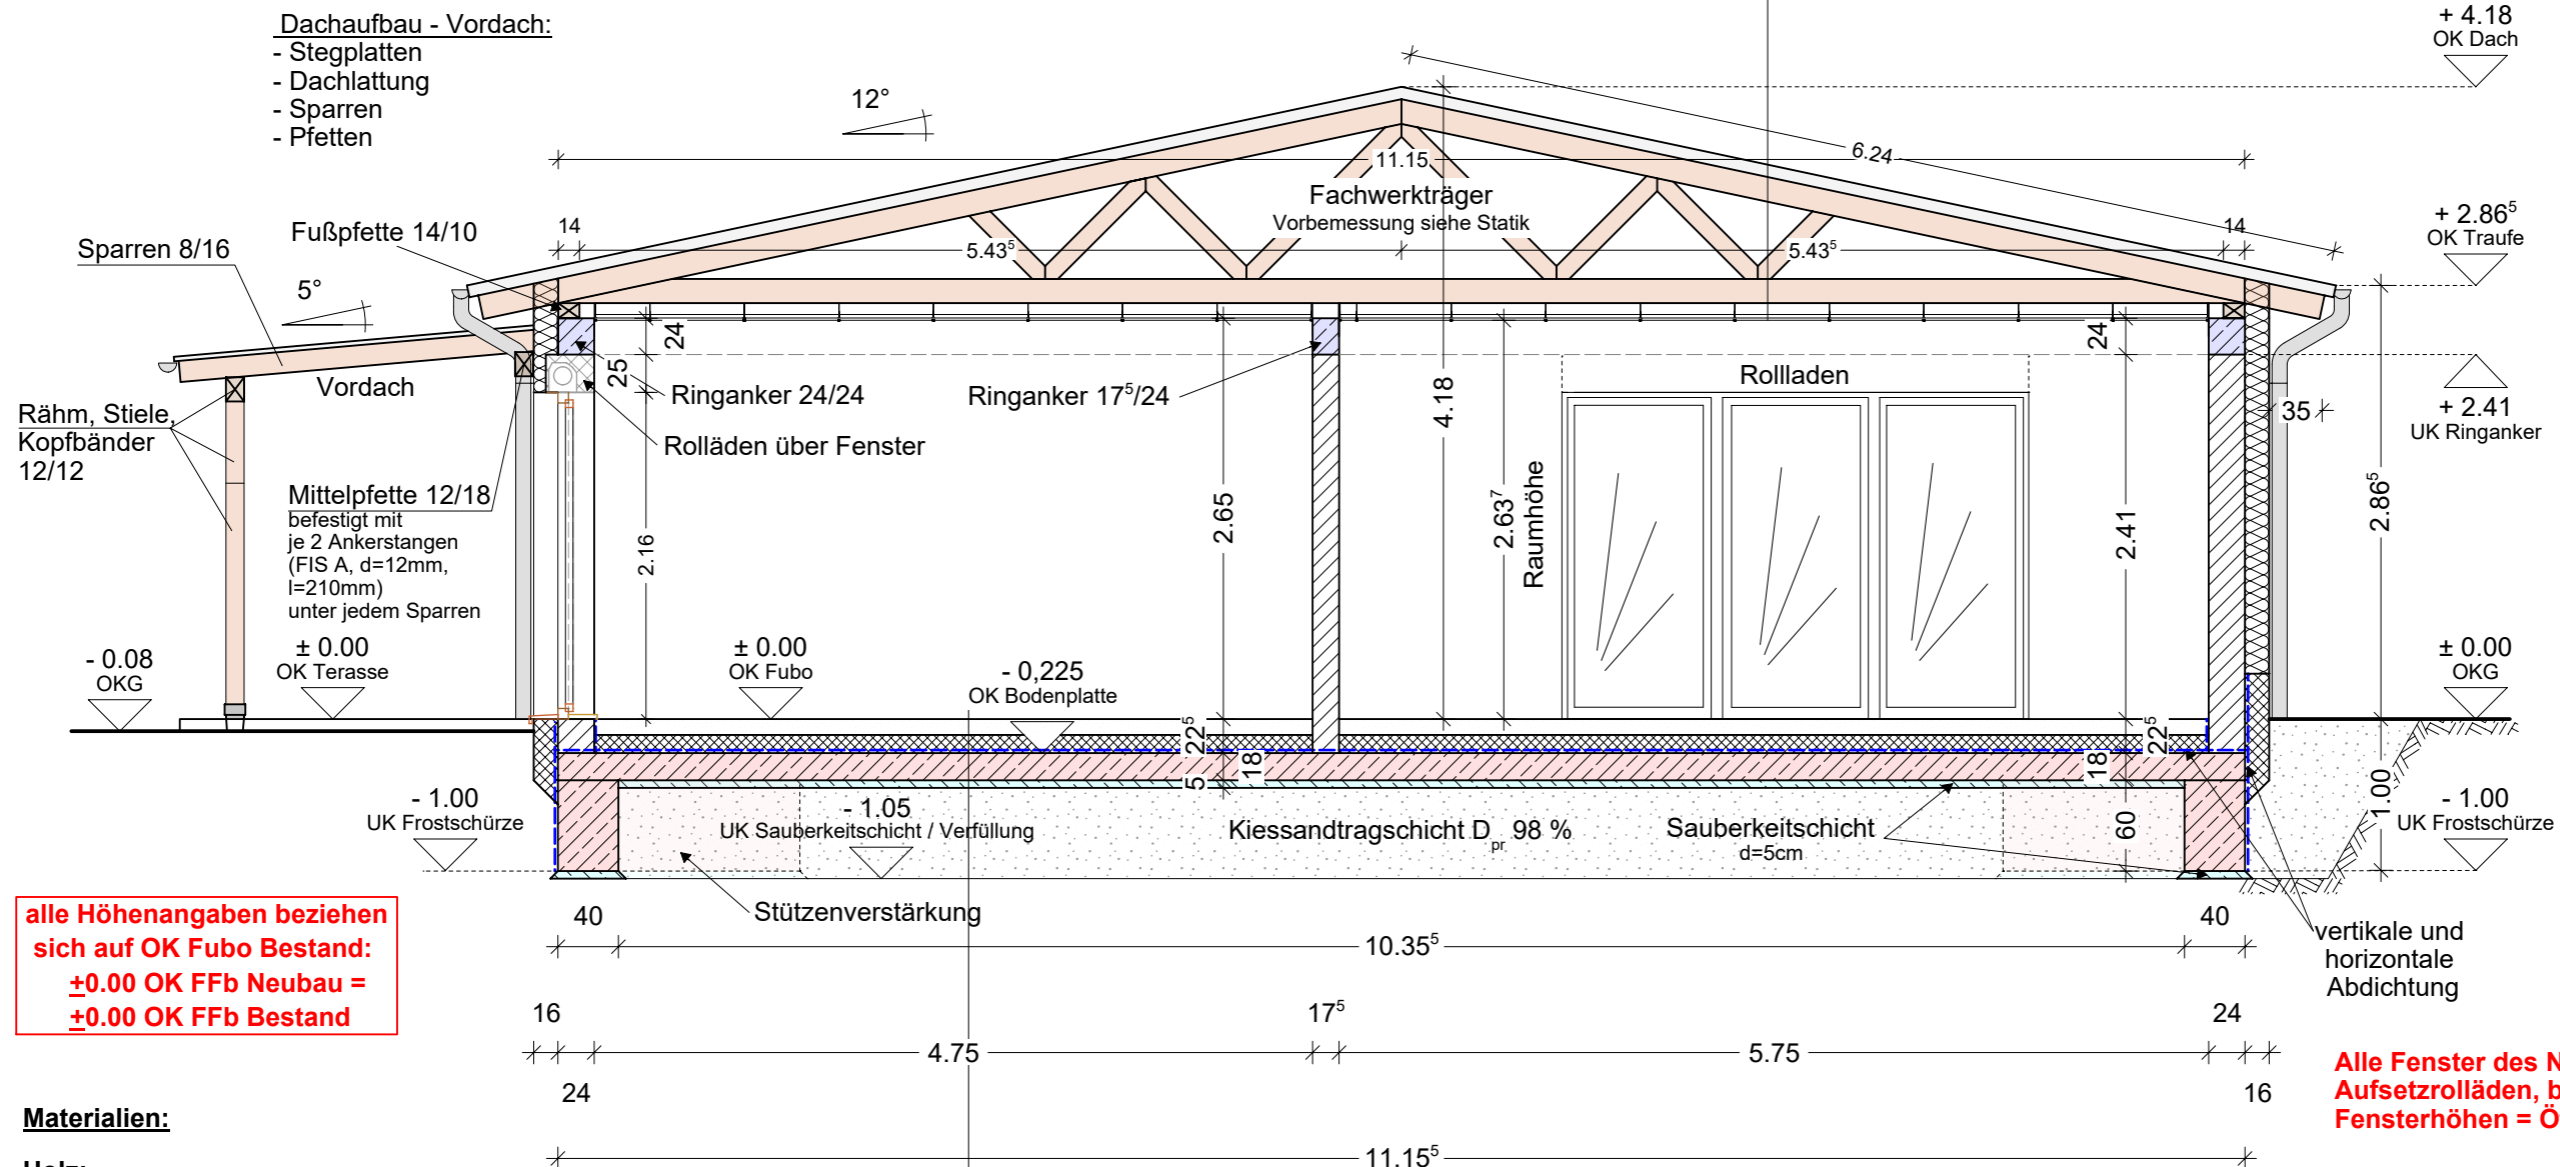 Dachaufbau - Vordach:
- Stegplatten
- Dachlattung
- Sparren
- Pfetten
12°
+ 4.18
OK Dach
11.15
6.24
Fachwerkträger
Vorbemessung siehe Statik
14
5.43⁵
5.43⁵
14
+ 2.86⁵
OK Traufe
Fußpfette 14/10
Sparren 8/16
5°
24
25
24
Vordach
Ringanker 24/24
Ringanker 17⁵/24
4.18
Rollladen
35
+ 2.41
UK Ringanker
Rähm, Stiele,
Kopfbänder
12/12
Rolläden über Fenster
Mittelpfette 12/18
befestigt mit
je 2 Ankerstangen
(FIS A, d=12mm,
l=210mm)
unter jedem Sparren
2.16
2.65
2.63⁷
Raumhöhe
2.41
2.86⁵
- 0.08
OKG
± 0.00
OK Terasse
± 0.00
OK Fubo
- 0,225
OK Bodenplatte
± 0.00
OKG
22⁵
18
5
22⁵
18
60
1.00
- 1.00
UK Frostschürze
- 1.05
UK Sauberkeitschicht / Verfüllung
Kiessandtragschicht Dpr 98 %
Sauberkeitschicht
d=5cm
- 1.00
UK Frostschürze
Stützenverstärkung
alle Höhenangaben beziehen
sich auf OK Fubo Bestand:
±0.00 OK FFb Neubau =
±0.00 OK FFb Bestand
40
10.35⁵
40
vertikale und
horizontale
Abdichtung
16
17⁵
24
4.75
5.75
24
16
Alle Fenster des N
Aufsetzrolläden, b
Fensterhöhen = Ö
Materialien:
11.15⁵